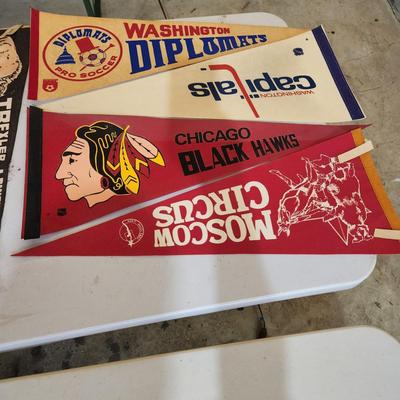 DIPLOMATS
PRO SOCCER
WASHINGTON
DIPLOMATS
WASHINGTON
capitals
CHICAGO
BLACK HAWKS
MOSCOW
CIRCUS